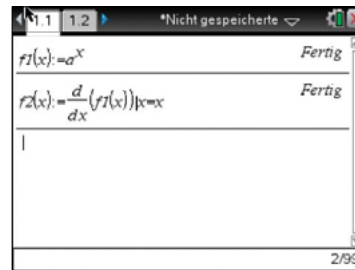 1.1 1.2 *Nicht gespeicherte
f1(x):=a^x Fertig
f2(x):=d/dx(f1(x))|x=x Fertig
2/99